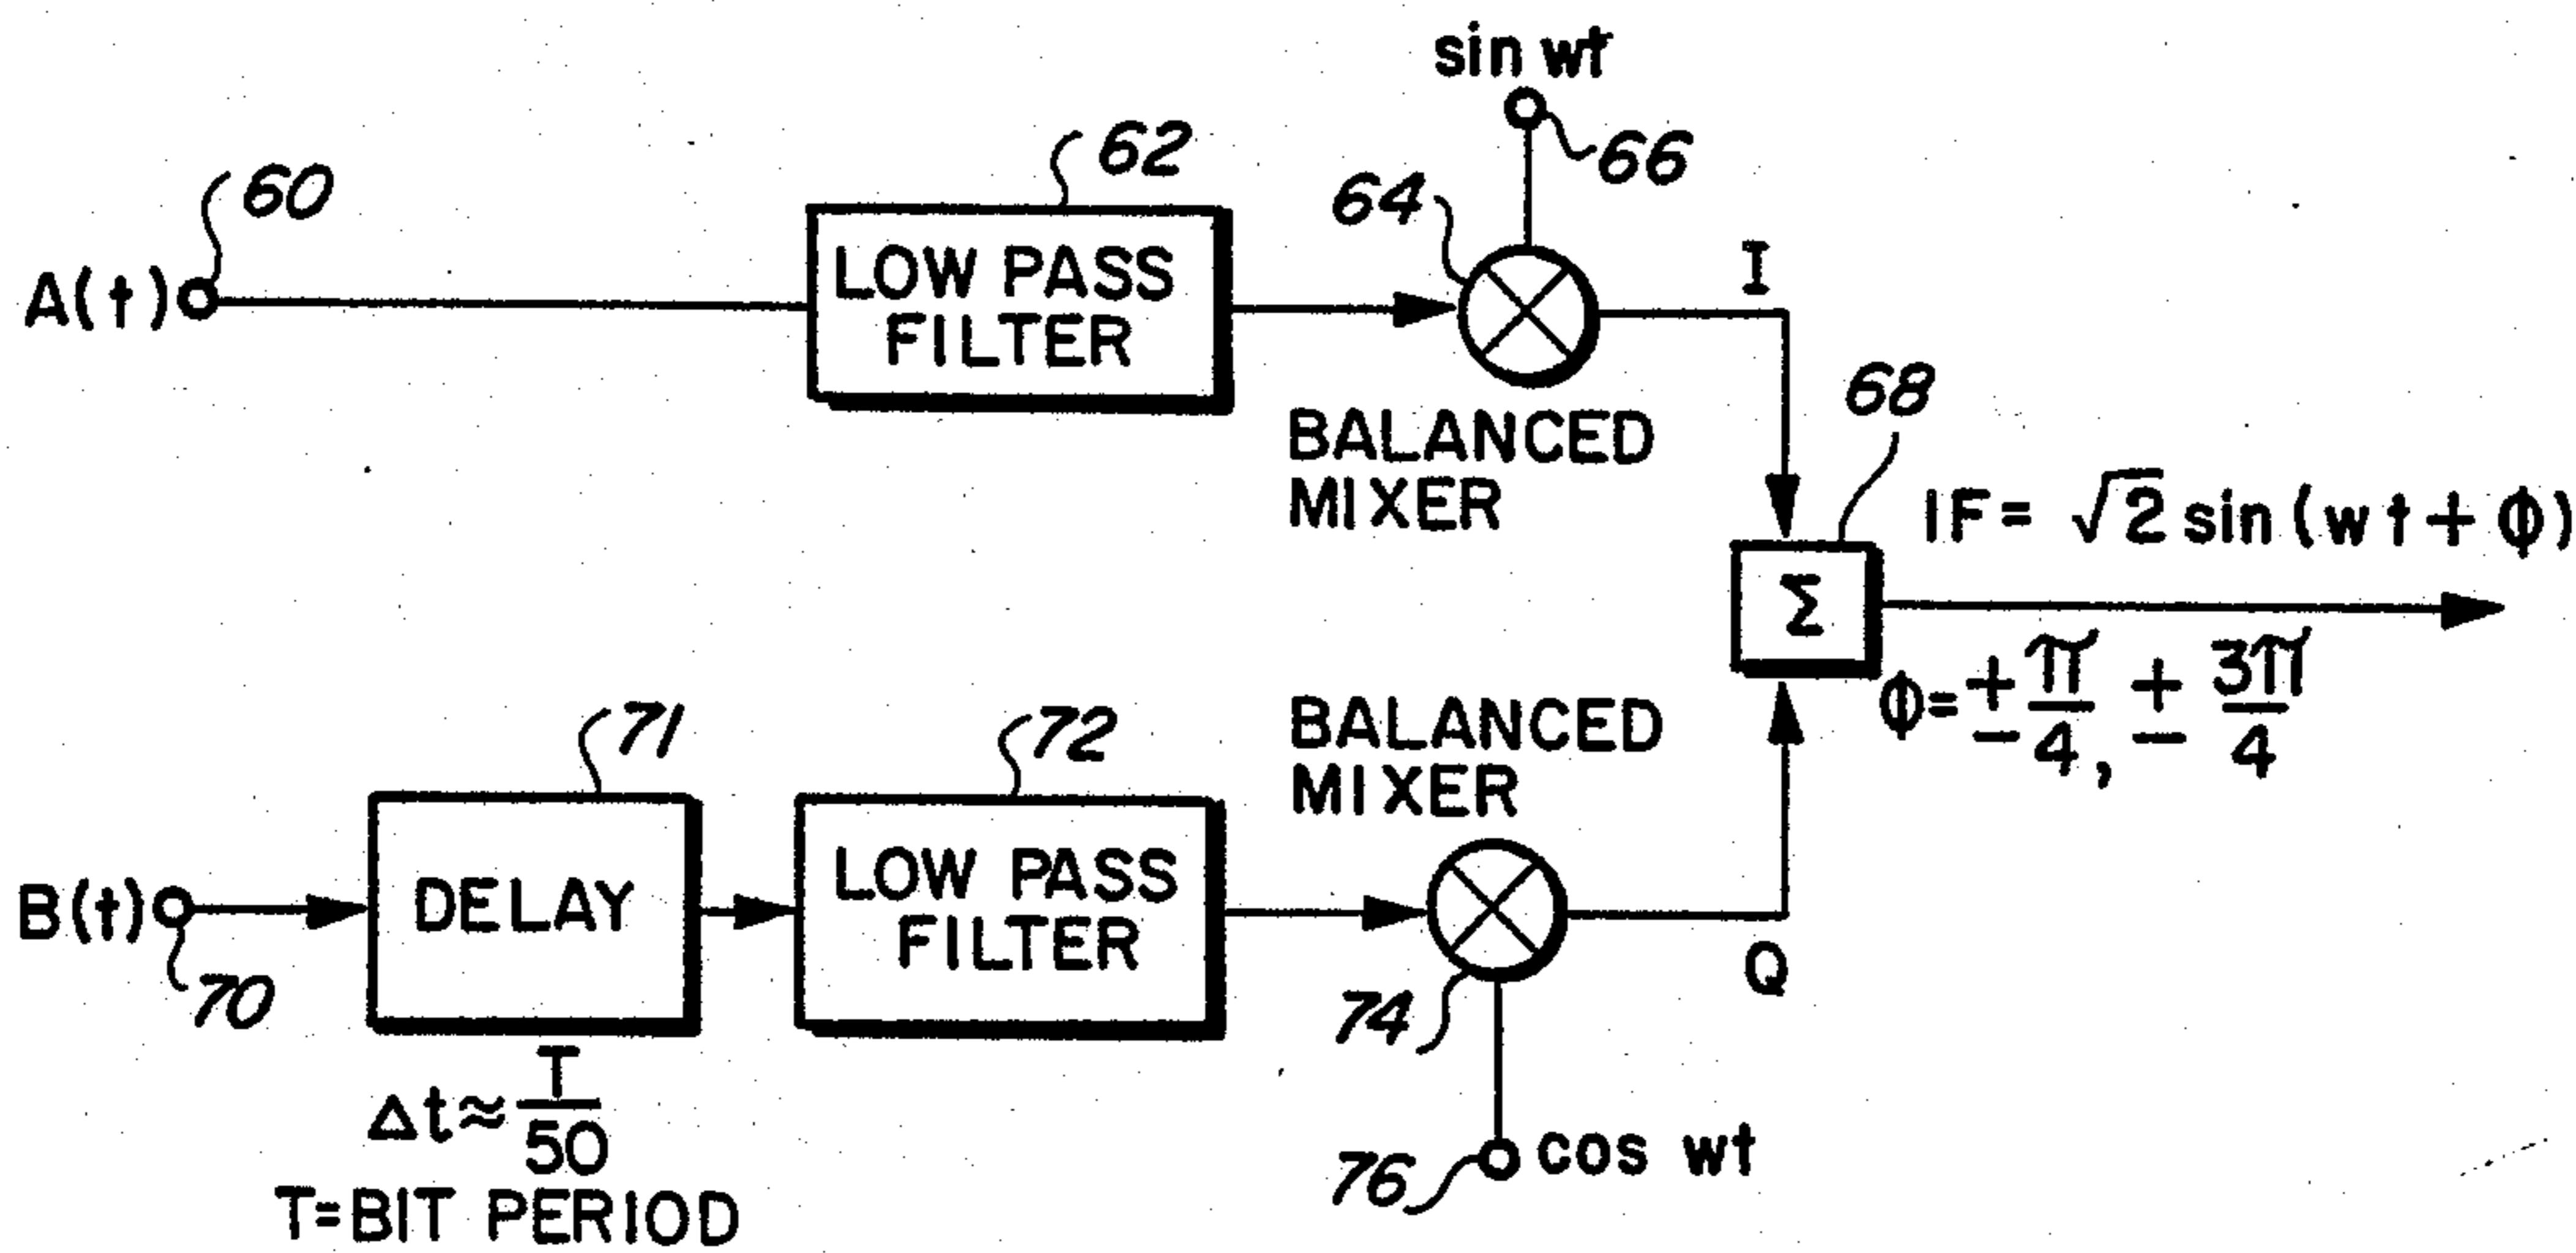 sin wt
66
62
60
64
A(t)
LOW PASS
FILTER
I
BALANCED
MIXER
68
IF= √2 sin(wt+ϕ)
Σ
ϕ=±π/4, ±3π/4
71
72
BALANCED
MIXER
B(t)
DELAY
LOW PASS
FILTER
70
74
Q
Δt≈T/50
76
cos wt
T=BIT PERIOD